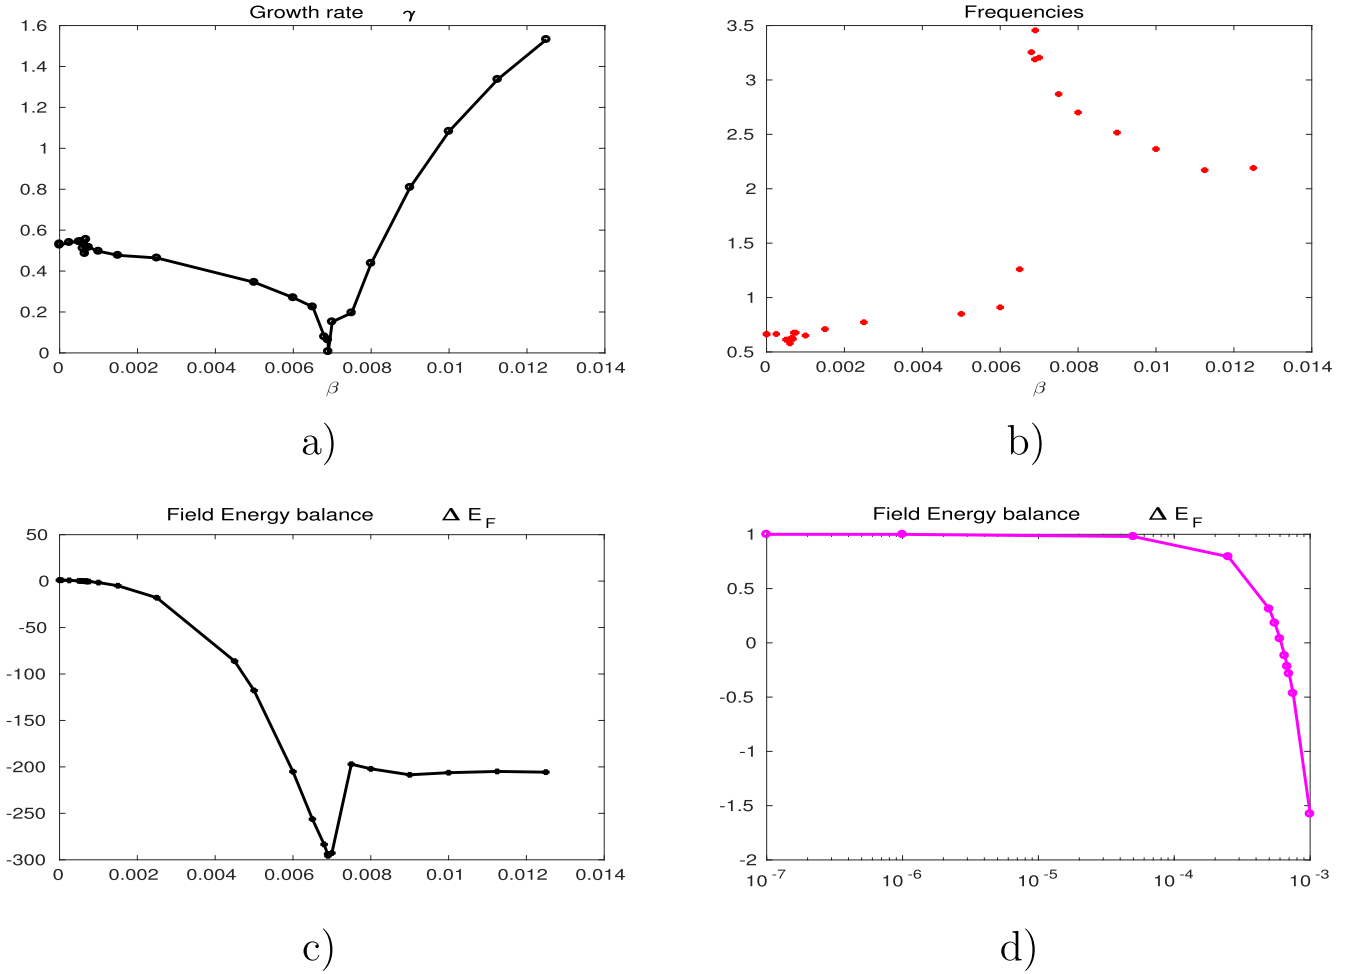 Growth rate γ
1.6
1.4
1.2
1
0.8
0.6
0.4
0.2
0
0 0.002 0.004 0.006 0.008 0.01 0.012 0.014
β
a)
Frequencies
3.5
3
2.5
2
1.5
1
0.5
0 0.002 0.004 0.006 0.008 0.01 0.012 0.014
β
b)
Field Energy balance Δ E_F
50
0
-50
-100
-150
-200
-250
-300
0 0.002 0.004 0.006 0.008 0.01 0.012 0.014
c)
Field Energy balance Δ E_F
1
0.5
0
-0.5
-1
-1.5
-2
10^-7 10^-6 10^-5 10^-4 10^-3
d)